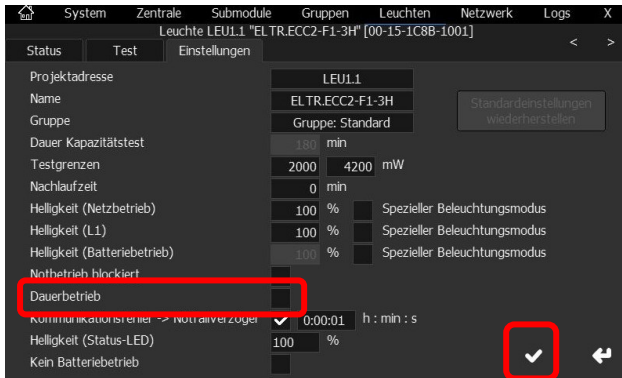 System Zentrale Submodule Gruppen Leuchten Netzwerk Logs X
Leuchte LEU1.1 "ELTR.ECC2-F1-3H" [00-15-1C8B-1001]
Status Test Einstellungen < >
Projektadresse LEU1.1
Name ELTR.ECC2-F1-3H Standardeinstellungen
Gruppe Gruppe: Standard wiederherstellen
Dauer Kapazitätstest 180 min
Testgrenzen 2000 4200 mW
Nachlaufzeit 0 min
Helligkeit (Netzbetrieb) 100 % Spezieller Beleuchtungsmodus
Helligkeit (L1) 100 % Spezieller Beleuchtungsmodus
Helligkeit (Batteriebetrieb) 100 % Spezieller Beleuchtungsmodus
Notbetrieb blockiert
Dauerbetrieb
Kommunikationsfehler -> Notfallverzöger 0:00:01 h : min : s
Helligkeit (Status-LED) 100 %
Kein Batteriebetrieb